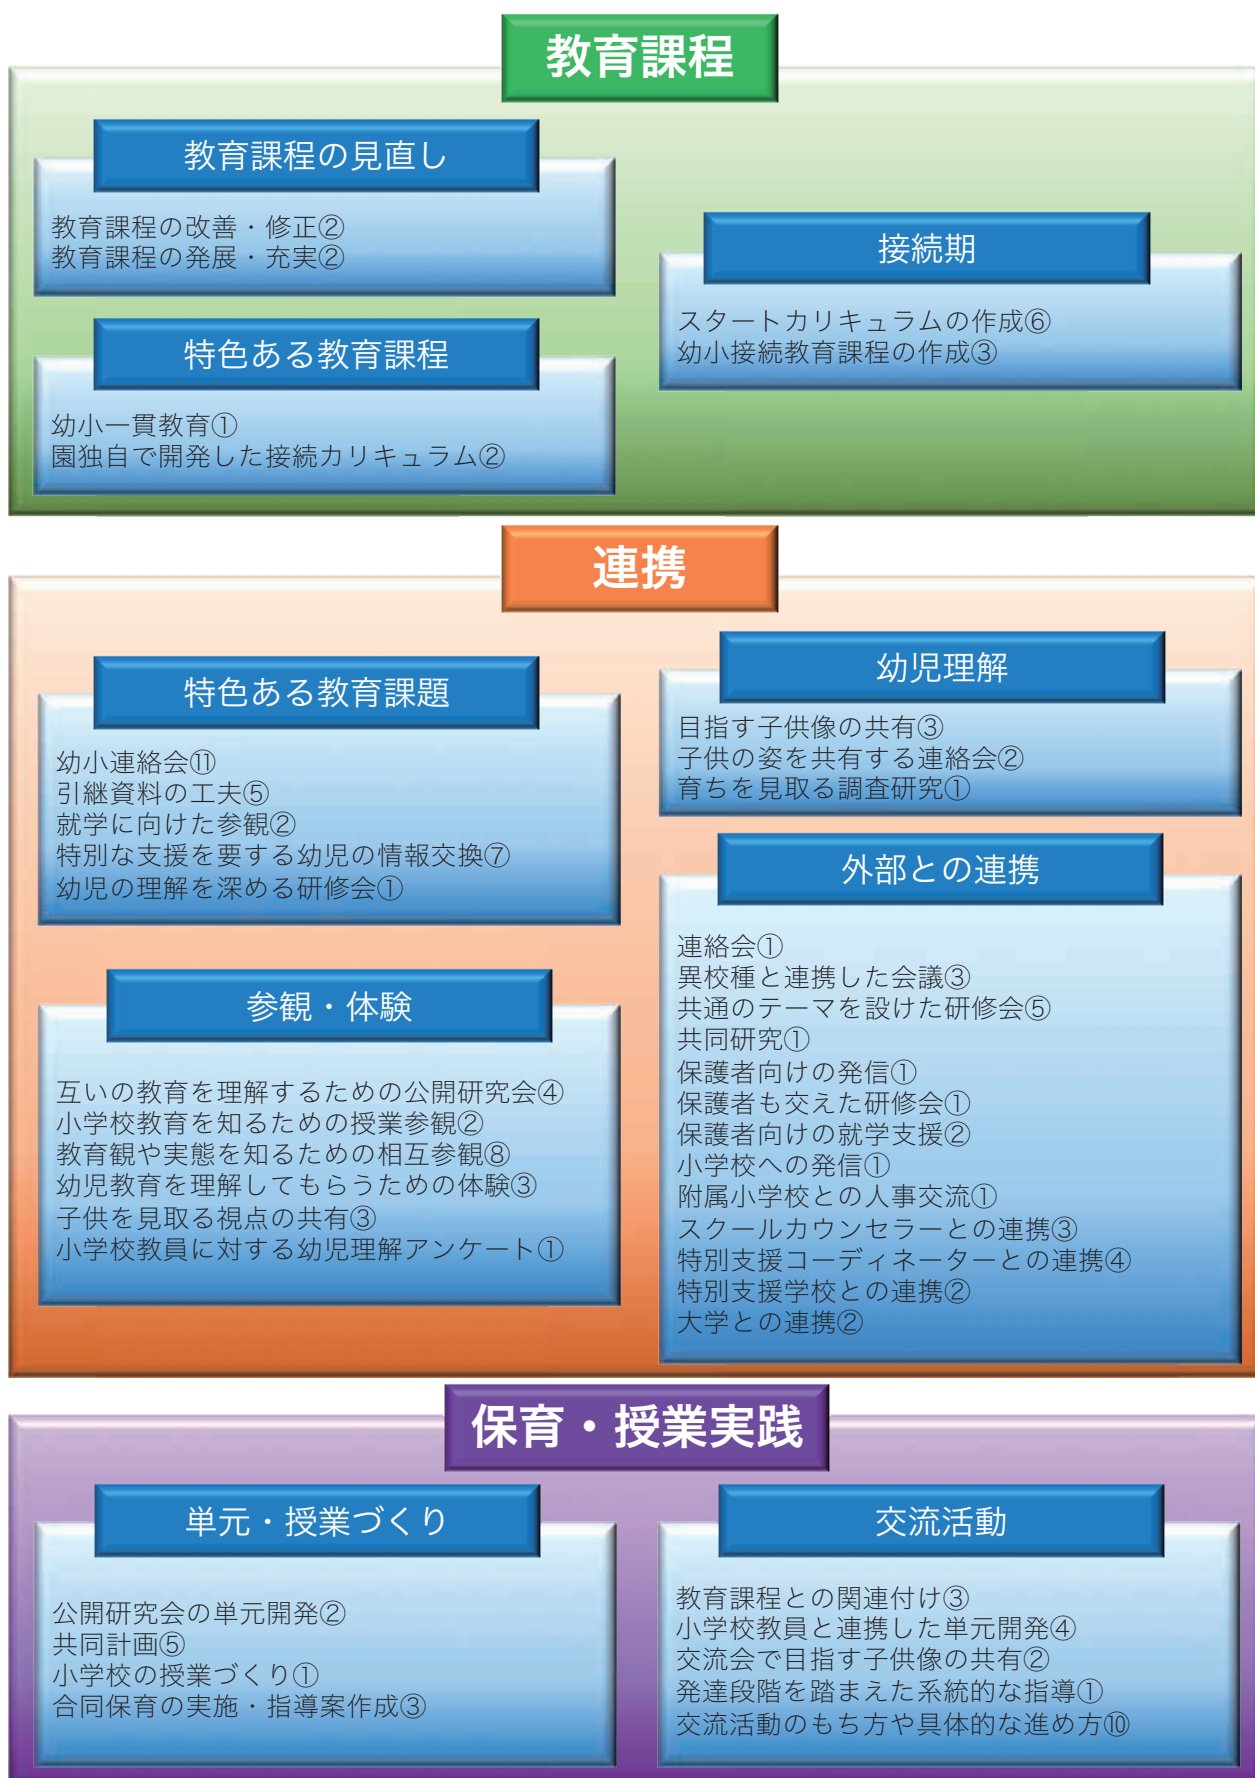 教育課程
教育課程の見直し
教育課程の改善・修正②
教育課程の発展・充実②
特色ある教育課程
幼小一貫教育①
園独自で開発した接続カリキュラム②
接続期
スタートカリキュラムの作成⑥
幼小接続教育課程の作成③
連携
特色ある教育課題
幼小連絡会⑪
引継資料の工夫⑤
就学に向けた参観②
特別な支援を要する幼児の情報交換⑦
幼児の理解を深める研修会①
参観・体験
互いの教育を理解するための公開研究会④
小学校教育を知るための授業参観②
教育観や実態を知るための相互参観⑧
幼児教育を理解してもらうための体験③
子供を見取る視点の共有③
小学校教員に対する幼児理解アンケート①
幼児理解
目指す子供像の共有③
子供の姿を共有する連絡会②
育ちを見取る調査研究①
外部との連携
連絡会①
異校種と連携した会議③
共通のテーマを設けた研修会⑤
共同研究①
保護者向けの発信①
保護者も交えた研修会①
保護者向けの就学支援②
小学校への発信①
附属小学校との人事交流①
スクールカウンセラーとの連携③
特別支援コーディネーターとの連携④
特別支援学校との連携②
大学との連携②
保育・授業実践
単元・授業づくり
公開研究会の単元開発②
共同計画⑤
小学校の授業づくり①
合同保育の実施・指導案作成③
交流活動
教育課程との関連付け③
小学校教員と連携した単元開発④
交流会で目指す子供像の共有②
発達段階を踏まえた系統的な指導①
交流活動のもち方や具体的な進め方⑩